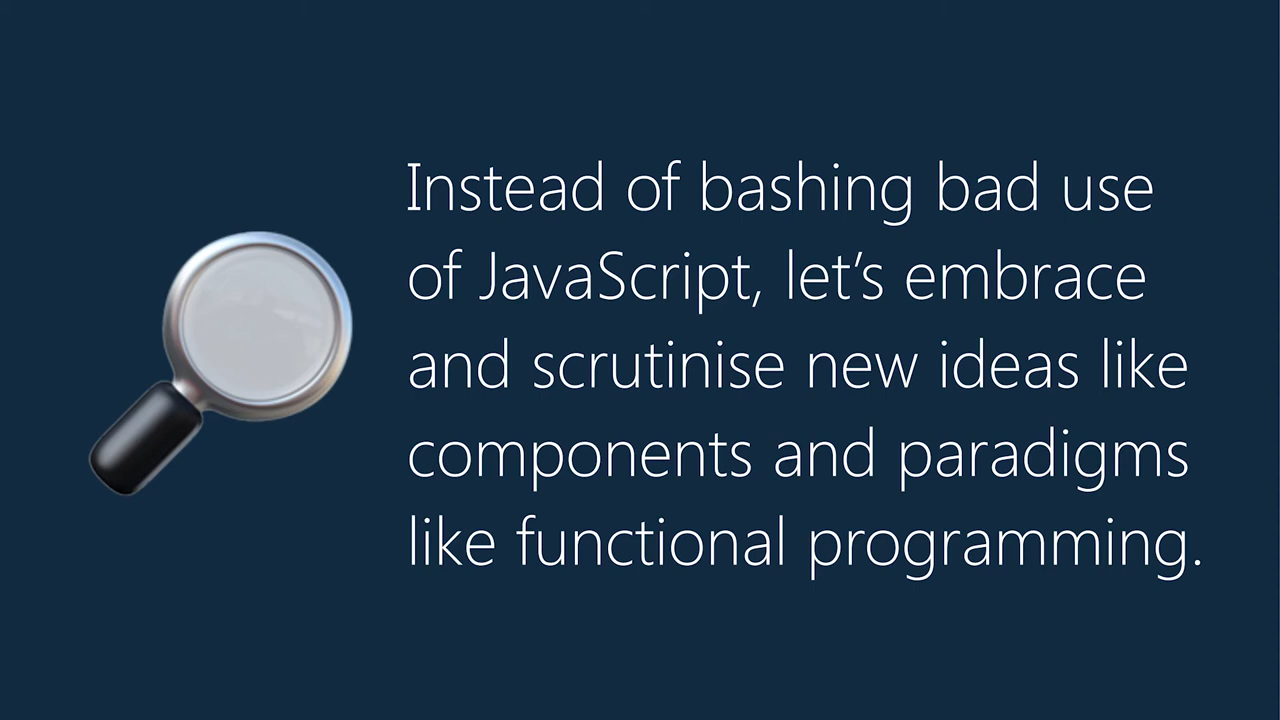 Instead of bashing bad use
of JavaScript, let’s embrace
and scrutinise new ideas like
components and paradigms
like functional programming.